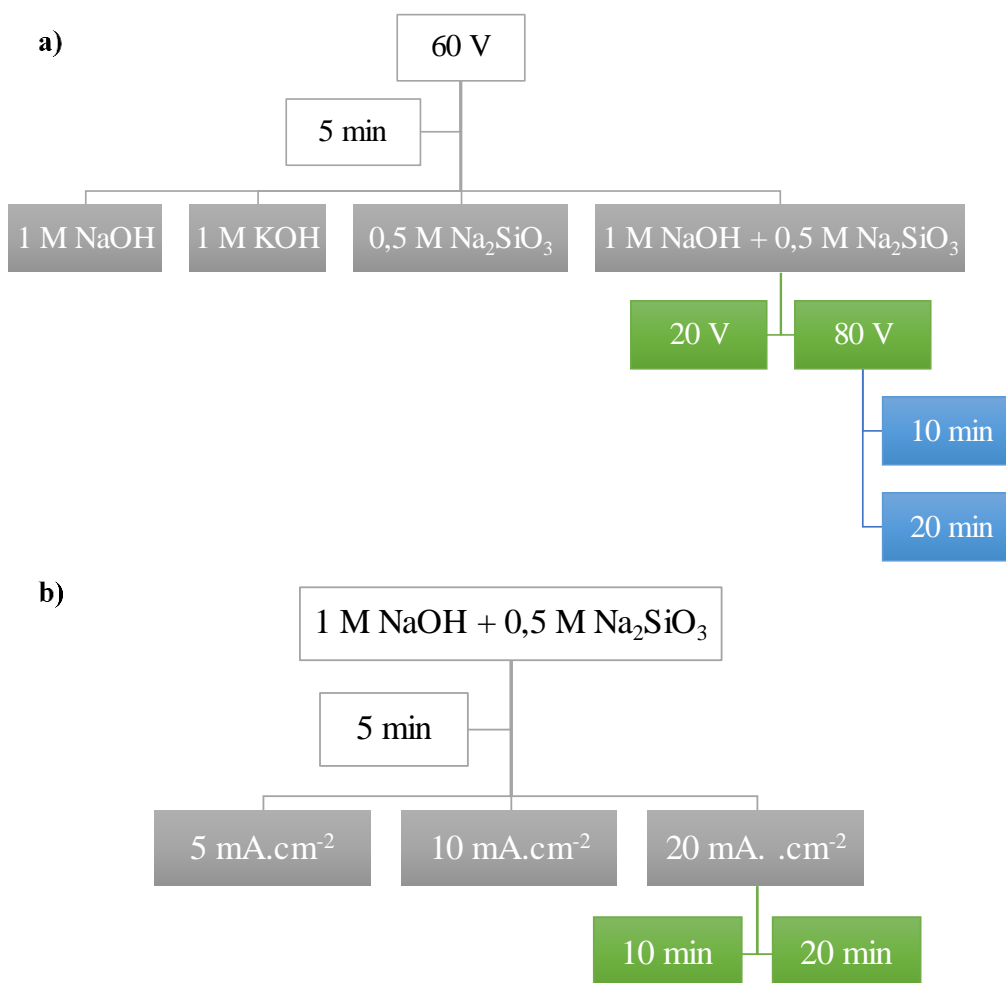 a)
60 V
5 min
1 M NaOH
1 M KOH
0,5 M Na₂SiO₃
1 M NaOH + 0,5 M Na₂SiO₃
20 V
80 V
10 min
20 min
b)
1 M NaOH + 0,5 M Na₂SiO₃
5 min
5 mA.cm⁻²
10 mA.cm⁻²
20 mA. .cm⁻²
10 min
20 min